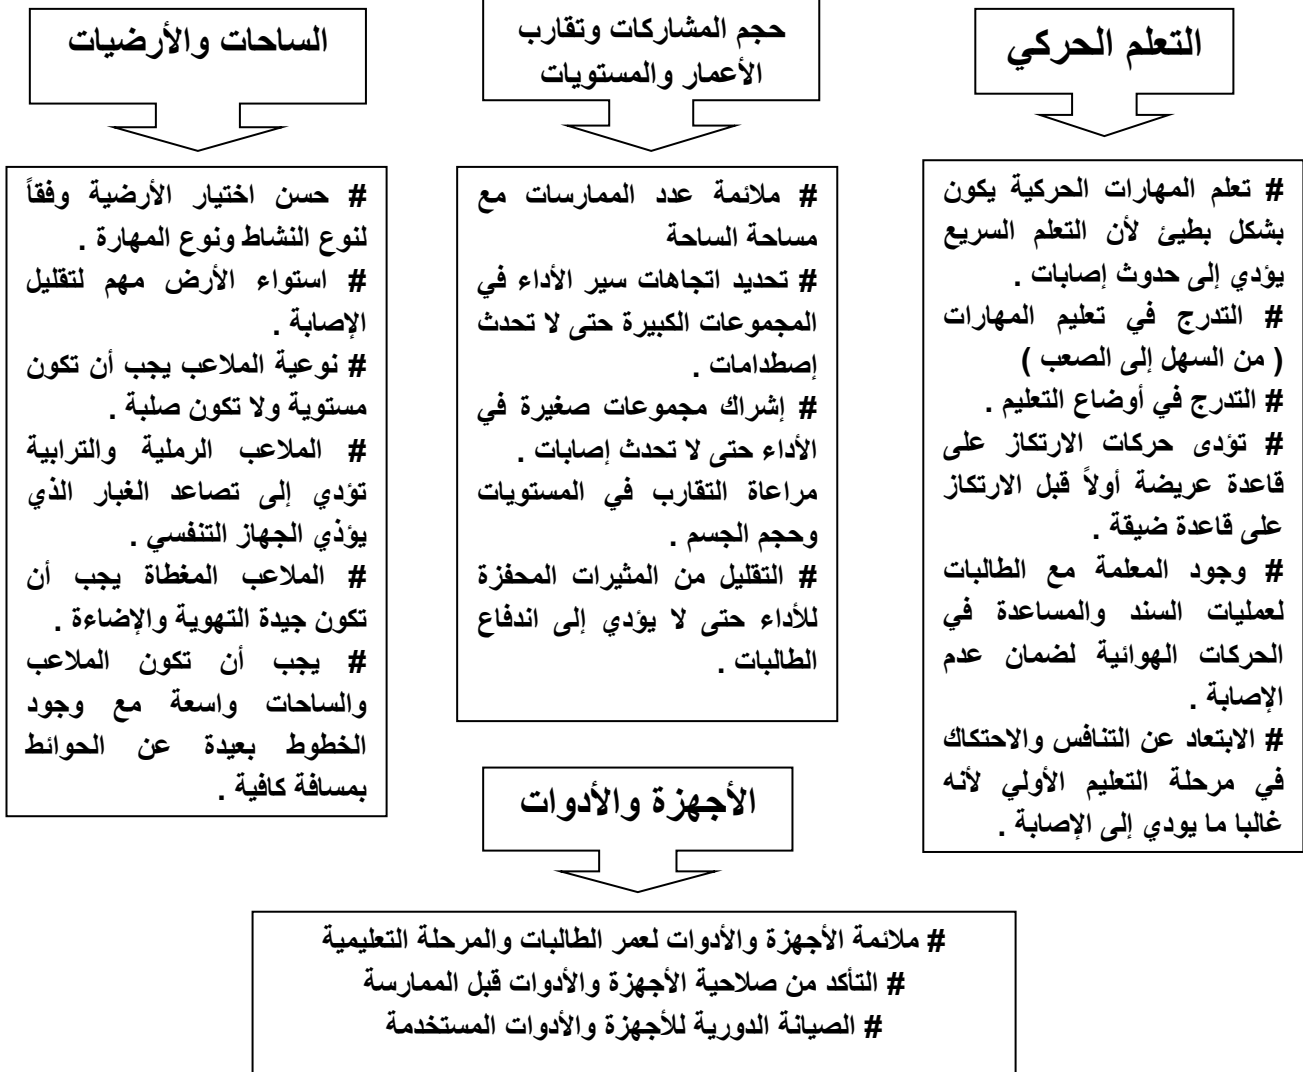 التعلم الحركي
# تعلم المهارات الحركية يكون
بشكل بطيئ لأن التعلم السريع
يؤدي إلى حدوث إصابات .
# التدرج في تعليم المهارات
( من السهل إلى الصعب )
# التدرج في أوضاع التعليم .
# تؤدى حركات الارتكاز على
قاعدة عريضة أولاً قبل الارتكاز
على قاعدة ضيقة .
# وجود المعلمة مع الطالبات
لعمليات السند والمساعدة في
الحركات الهوائية لضمان عدم
الإصابة .
# الابتعاد عن التنافس والاحتكاك
في مرحلة التعليم الأولي لأنه
غالبا ما يودي إلى الإصابة .
حجم المشاركات وتقارب
الأعمار والمستويات
# ملائمة عدد الممارسات مع
مساحة الساحة
# تحديد اتجاهات سير الأداء في
المجموعات الكبيرة حتى لا تحدث
إصطدامات .
# إشراك مجموعات صغيرة في
الأداء حتى لا تحدث إصابات .
مراعاة التقارب في المستويات
وحجم الجسم .
# التقليل من المثيرات المحفزة
للأداء حتى لا يؤدي إلى اندفاع
الطالبات .
الساحات والأرضيات
# حسن اختيار الأرضية وفقاً
لنوع النشاط ونوع المهارة .
# استواء الأرض مهم لتقليل
الإصابة .
# نوعية الملاعب يجب أن تكون
مستوية ولا تكون صلبة .
# الملاعب الرملية والترابية
تؤدي إلى تصاعد الغبار الذي
يؤذي الجهاز التنفسي .
# الملاعب المغطاة يجب أن
تكون جيدة التهوية والإضاءة .
# يجب أن تكون الملاعب
والساحات واسعة مع وجود
الخطوط بعيدة عن الحوائط
بمسافة كافية .
الأجهزة والأدوات
# ملائمة الأجهزة والأدوات لعمر الطالبات والمرحلة التعليمية
# التأكد من صلاحية الأجهزة والأدوات قبل الممارسة
# الصيانة الدورية للأجهزة والأدوات المستخدمة